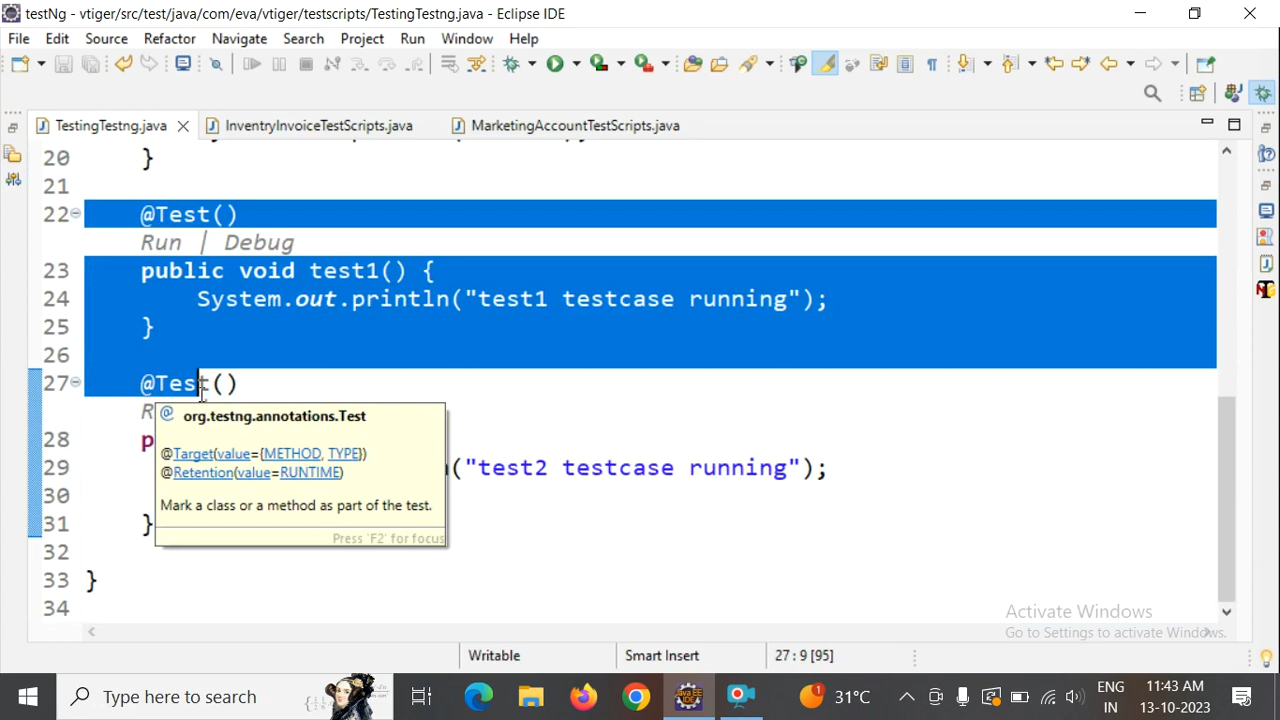 testNg - vtiger/src/test/java/com/eva/vtiger/testscripts/TestingTestng.java - Eclipse IDE
File Edit Source Refactor Navigate Search Project Run Window Help
TestingTestng.java InventryInvoiceTestScripts.java MarketingAccountTestScripts.java
20 }
21
22 @Test()
Run | Debug
23 public void test1() {
24 System.out.println("test1 testcase running");
25 }
26
27 @Test()
28
29 ("test2 testcase running");
30
31 }
32
33 }
34
@ org.testng.annotations.Test
@Target(value={METHOD, TYPE})
@Retention(value=RUNTIME)
Mark a class or a method as part of the test.
Press 'F2' for focus
Activate Windows
Go to Settings to activate Windows.
Writable Smart Insert 27 : 9 [95]
Type here to search
Java EE IDE
1 31°C
ENG 11:43 AM
IN 13-10-2023